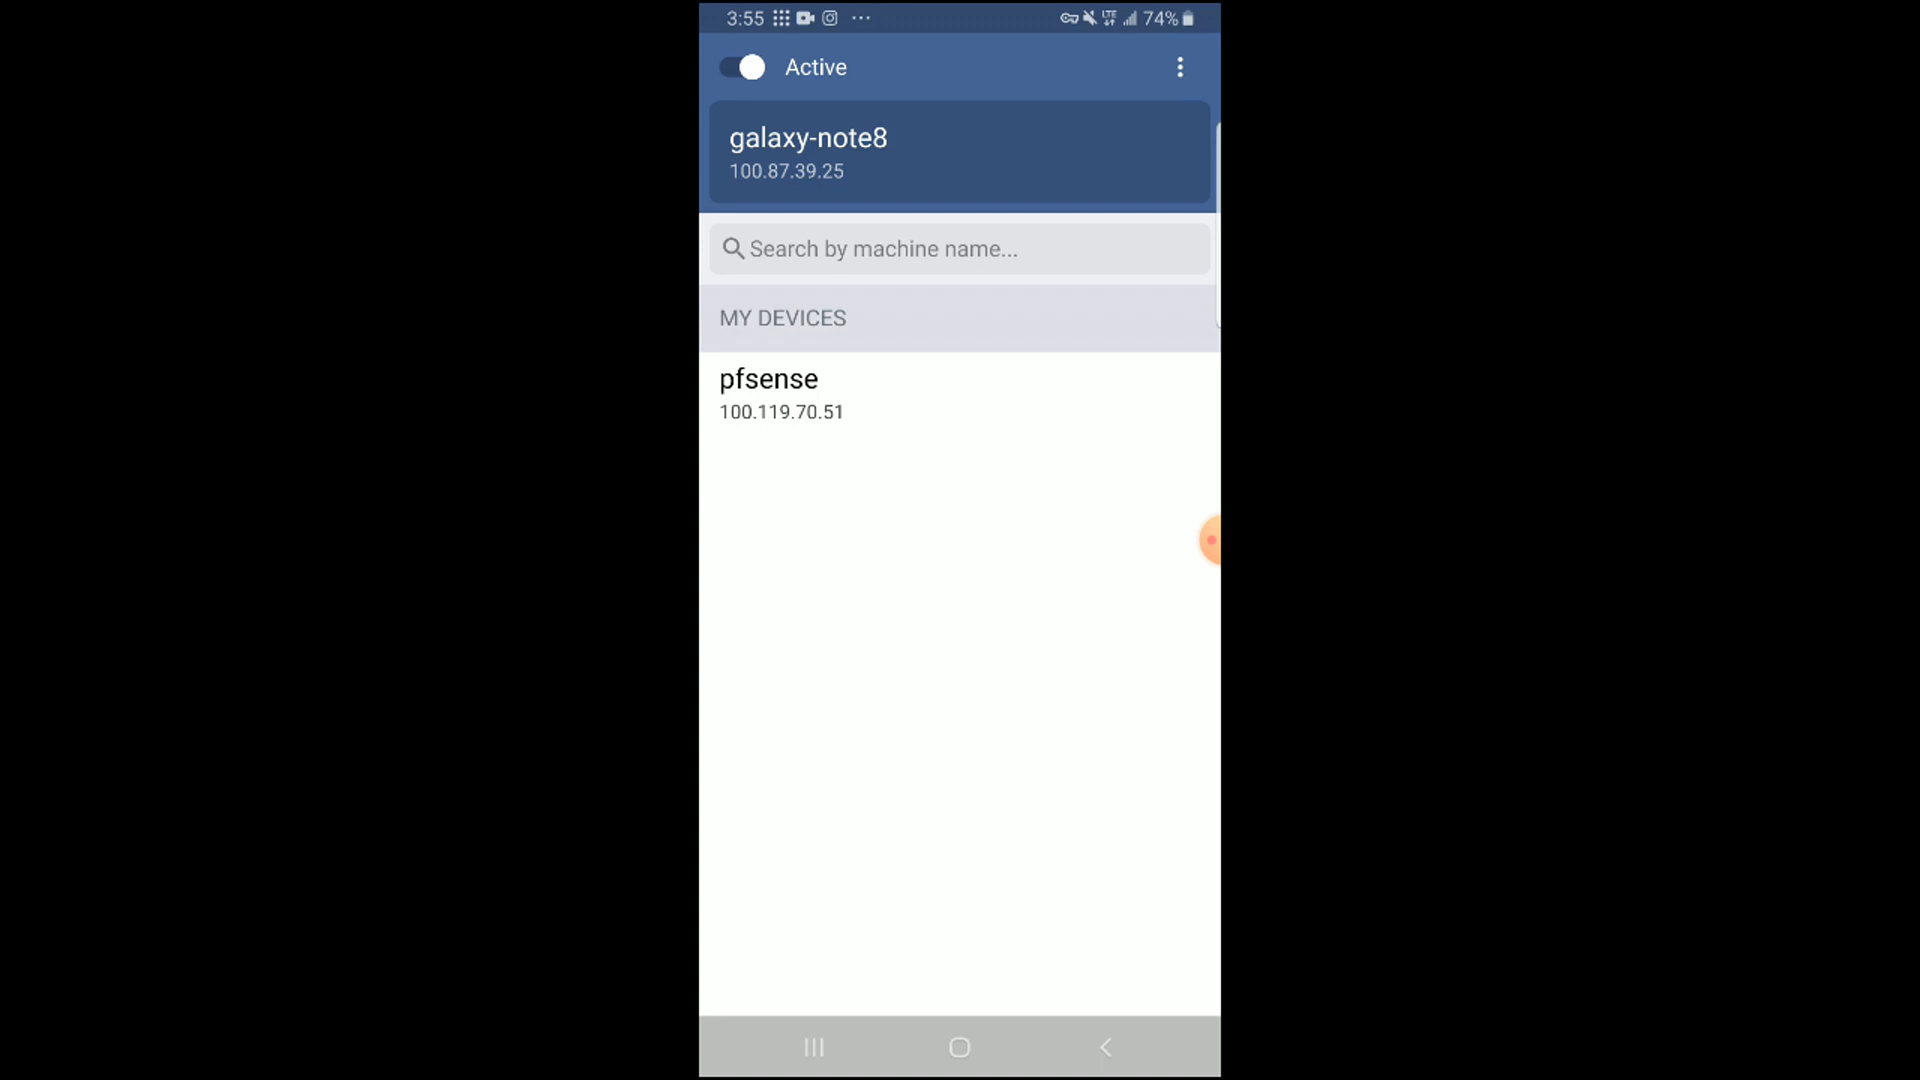 3:55 ... LTE 74%
Active
galaxy-note8
100.87.39.25
Search by machine name...
MY DEVICES
pfsense
100.119.70.51